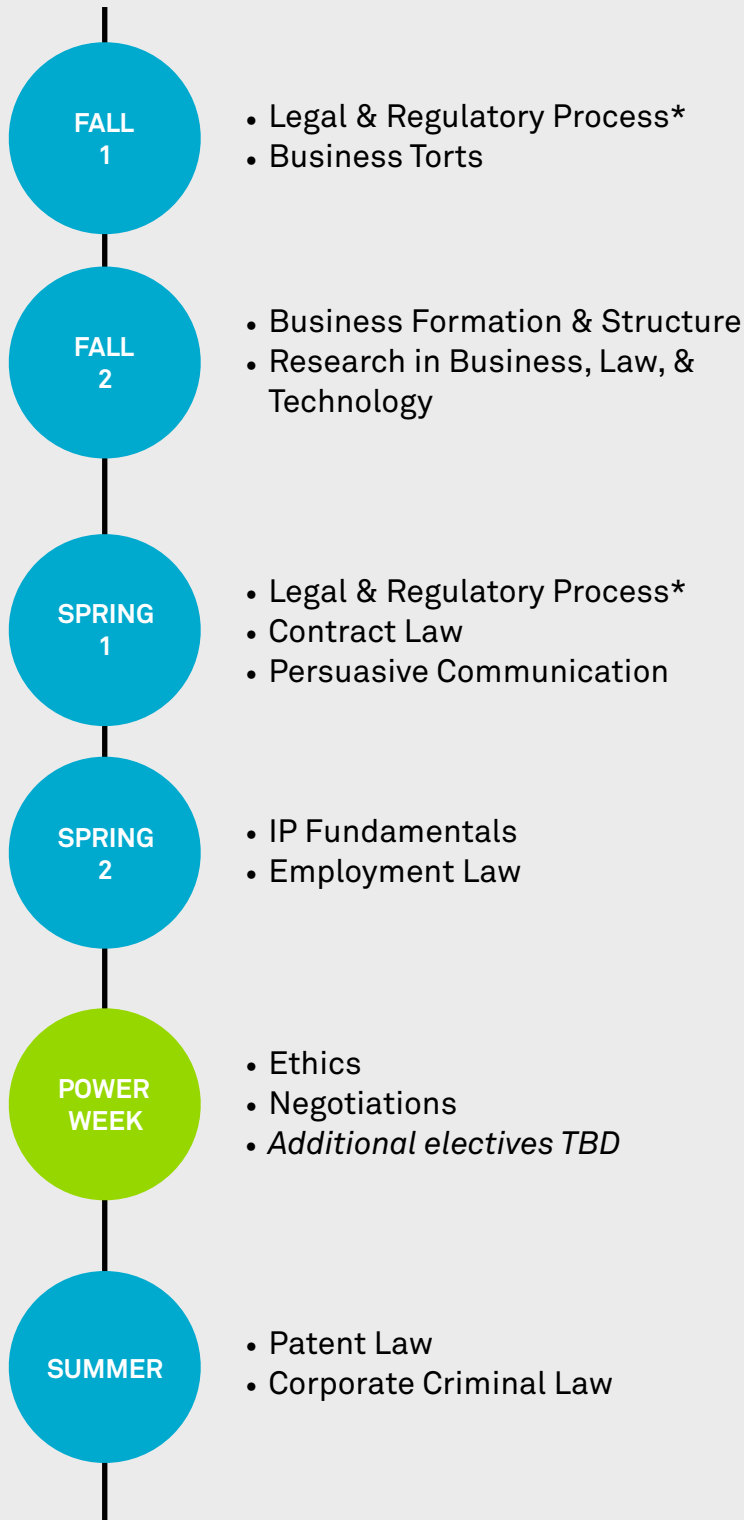 FALL
1
• Legal & Regulatory Process*
• Business Torts
FALL
2
• Business Formation & Structure
• Research in Business, Law, &
Technology
SPRING
1
• Legal & Regulatory Process*
• Contract Law
• Persuasive Communication
SPRING
2
• IP Fundamentals
• Employment Law
POWER
WEEK
• Ethics
• Negotiations
• Additional electives TBD
SUMMER
• Patent Law
• Corporate Criminal Law